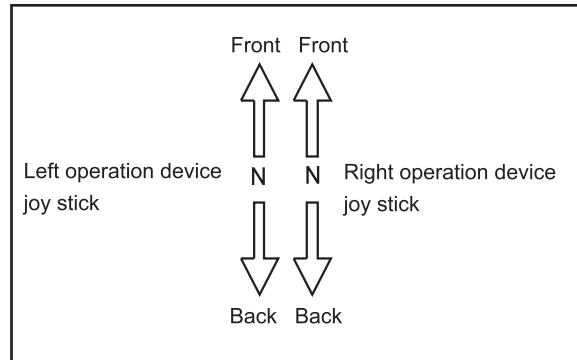 Front Front
Left operation device
joy stick
N N
Right operation device
joy stick
Back Back